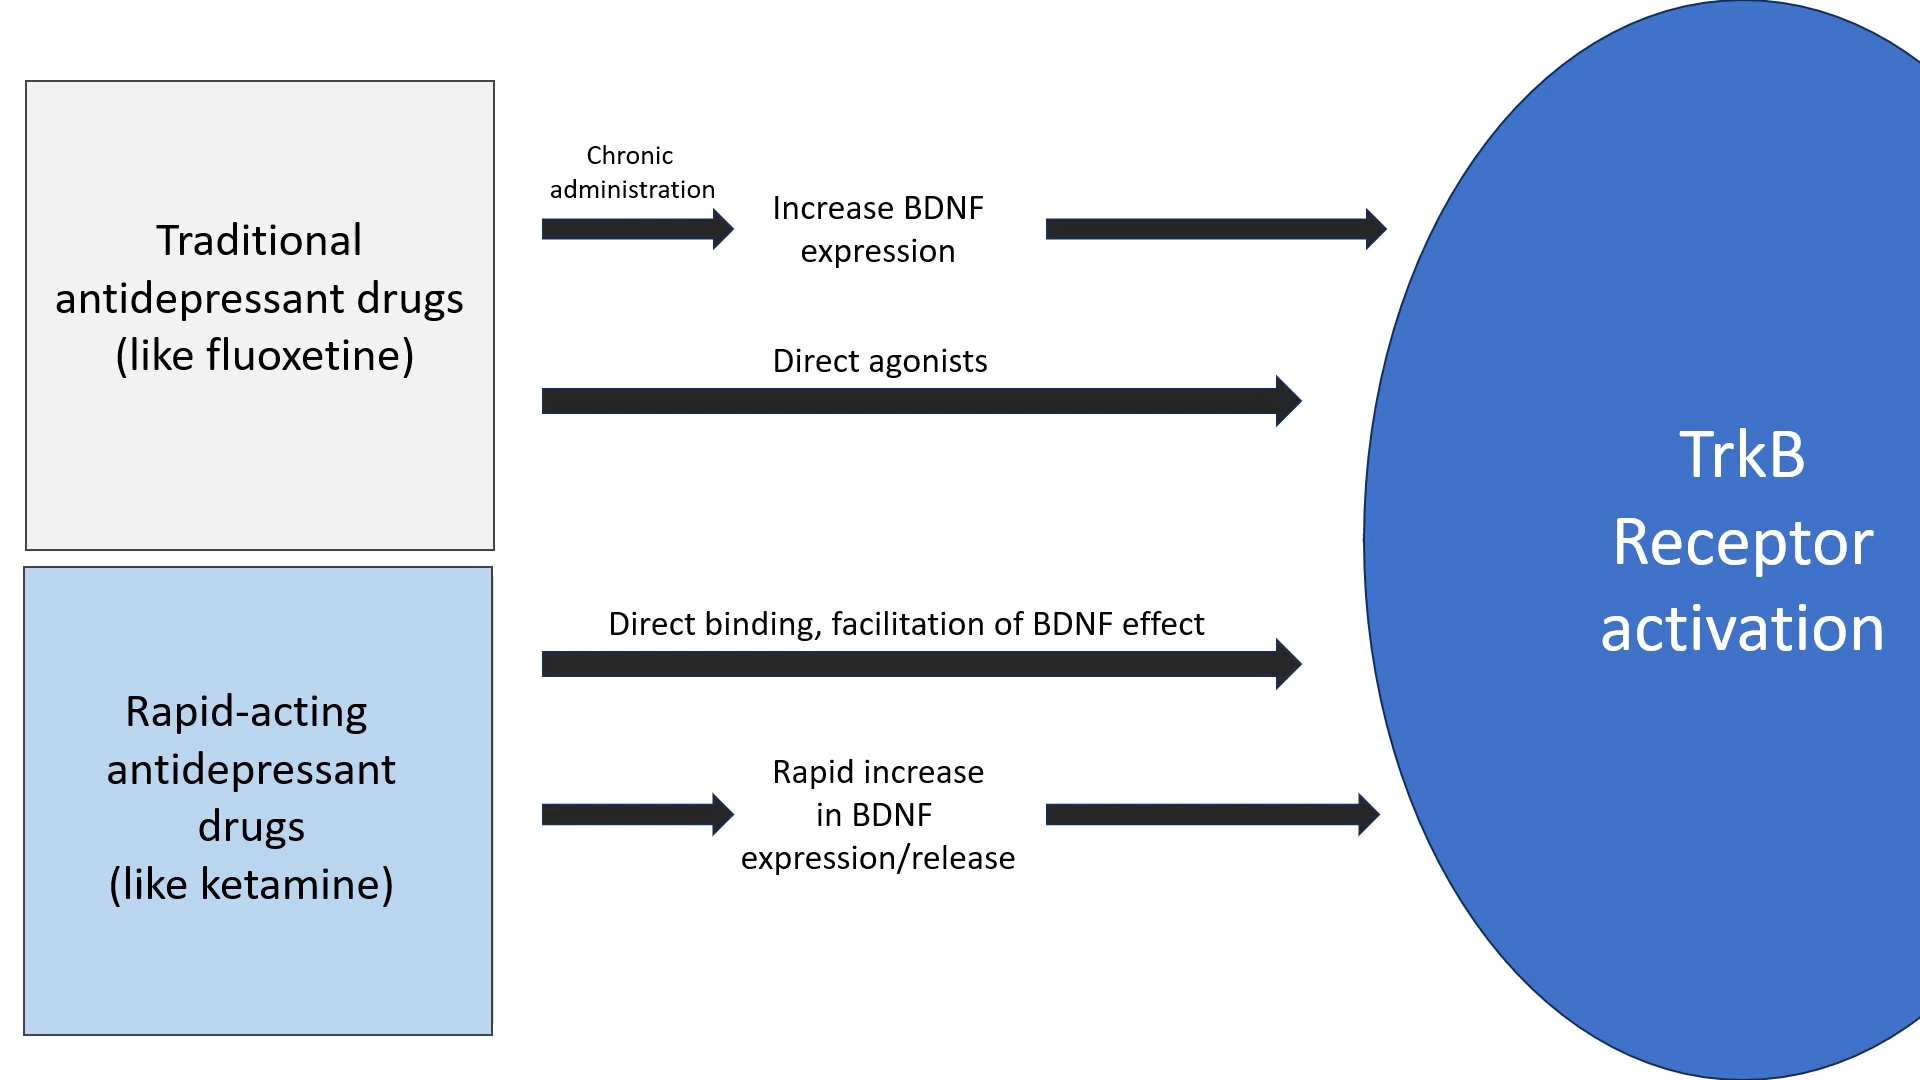 Traditional
antidepressant drugs
(like fluoxetine)
Chronic
administration
Increase BDNF
expression
Direct agonists
Rapid-acting
antidepressant
drugs
(like ketamine)
Direct binding, facilitation of BDNF effect
Rapid increase
in BDNF
expression/release
TrkB
Receptor
activation